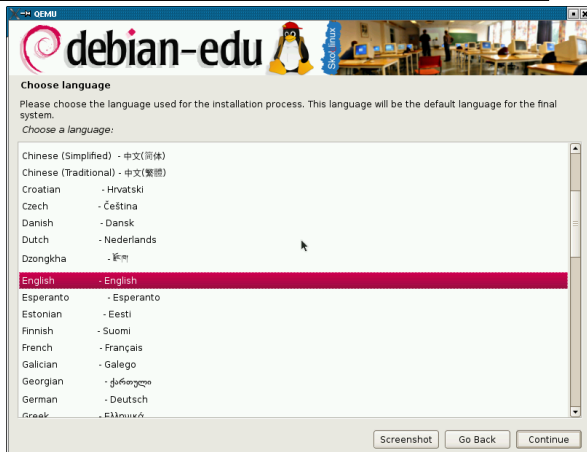 QEMU
debian-edu
Skolelinux
Choose language
Please choose the language used for the installation process. This language will be the default language for the final
system.
Choose a language:
Chinese (Simplified) - 中文(简体)
Chinese (Traditional) - 中文(繁體)
Croatian - Hrvatski
Czech - Čeština
Danish - Dansk
Dutch - Nederlands
Dzongkha - རྫོང་ཁ།
English - English
Esperanto - Esperanto
Estonian - Eesti
Finnish - Suomi
French - Français
Galician - Galego
Georgian - ქართული
German - Deutsch
Greek - Ελληνικά
Screenshot
Go Back
Continue